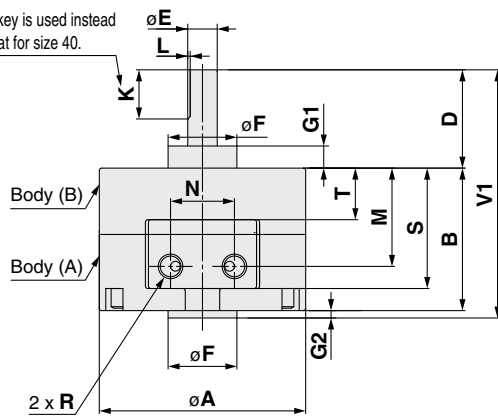 key is used instead
at for size 40.
øE
L
K
øF
G1
D
V1
N
T
M
S
B
Body (B)
Body (A)
G2
øF
2 x R
øA